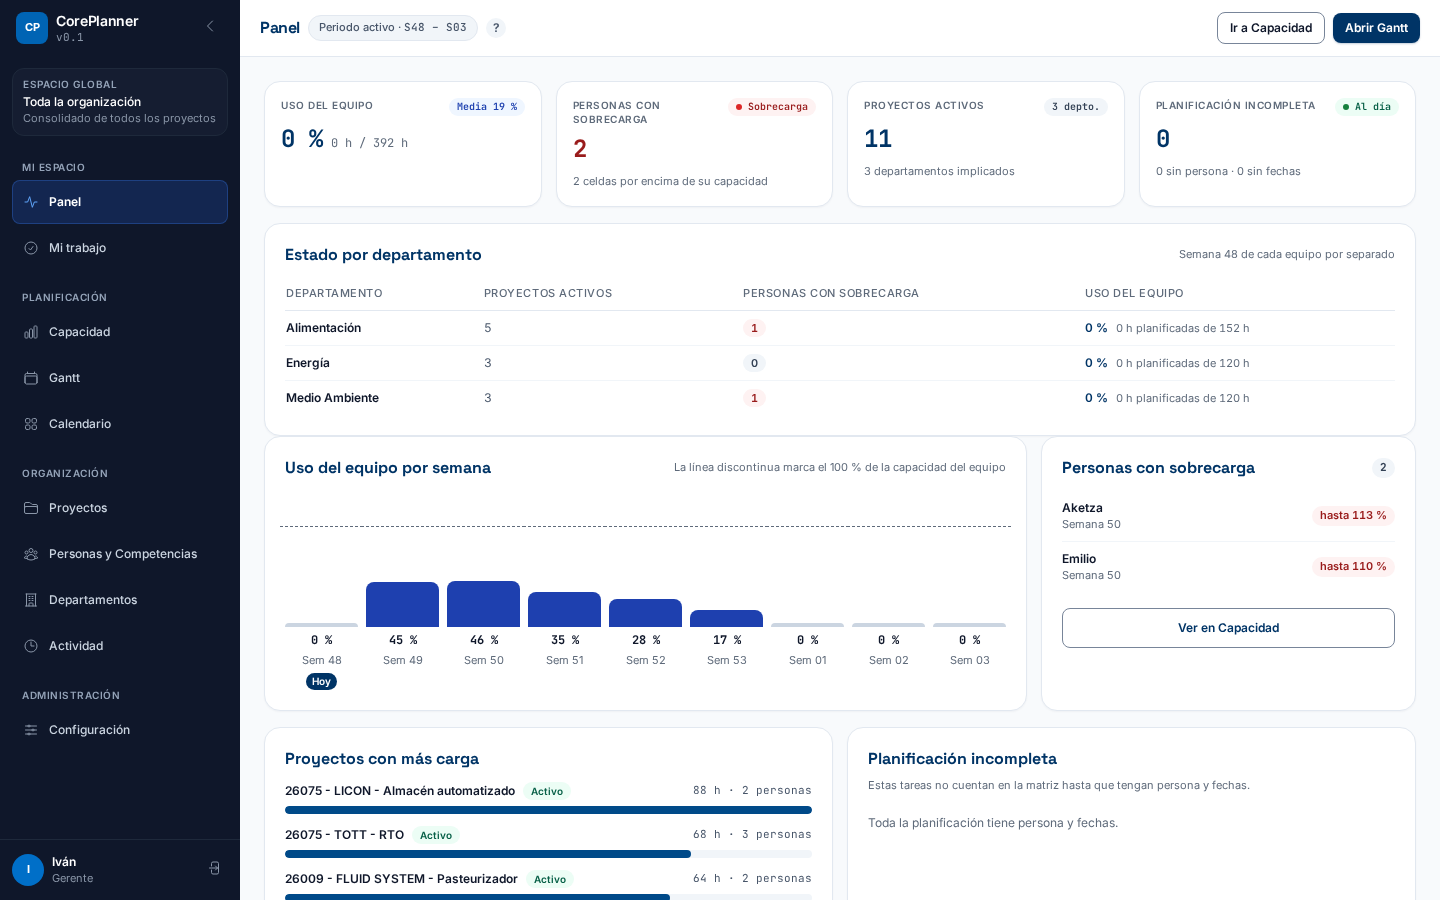 CP
CorePlanner
v0.1
ESPACIO GLOBAL
Toda la organización
Consolidado de todos los proyectos
MI ESPACIO
Panel
Mi trabajo
PLANIFICACIÓN
Capacidad
Gantt
Calendario
ORGANIZACIÓN
Proyectos
Personas y Competencias
Departamentos
Actividad
ADMINISTRACIÓN
Configuración
I
Iván
Gerente
Panel
Periodo activo · S48 – S03
?
Ir a Capacidad
Abrir Gantt
USO DEL EQUIPO
Media 19 %
0 % 0 h / 392 h
PERSONAS CON
SOBRECARGA
Sobrecarga
2
2 celdas por encima de su capacidad
PROYECTOS ACTIVOS
3 depto.
11
3 departamentos implicados
PLANIFICACIÓN INCOMPLETA
Al día
0
0 sin persona · 0 sin fechas
Estado por departamento
Semana 48 de cada equipo por separado
DEPARTAMENTO PROYECTOS ACTIVOS PERSONAS CON SOBRECARGA USO DEL EQUIPO
Alimentación 5 1 0 % 0 h planificadas de 152 h
Energía 3 0 0 % 0 h planificadas de 120 h
Medio Ambiente 3 1 0 % 0 h planificadas de 120 h
Uso del equipo por semana
La línea discontinua marca el 100 % de la capacidad del equipo
0 % 45 % 46 % 35 % 28 % 17 % 0 % 0 % 0 %
Sem 48 Sem 49 Sem 50 Sem 51 Sem 52 Sem 53 Sem 01 Sem 02 Sem 03
Hoy
Personas con sobrecarga
2
Aketza
Semana 50
hasta 113 %
Emilio
Semana 50
hasta 110 %
Ver en Capacidad
Proyectos con más carga
26075 - LICON - Almacén automatizado Activo 88 h · 2 personas
26075 - TOTT - RTO Activo 68 h · 3 personas
26009 - FLUID SYSTEM - Pasteurizador Activo 64 h · 2 personas
Planificación incompleta
Estas tareas no cuentan en la matriz hasta que tengan persona y fechas.
Toda la planificación tiene persona y fechas.